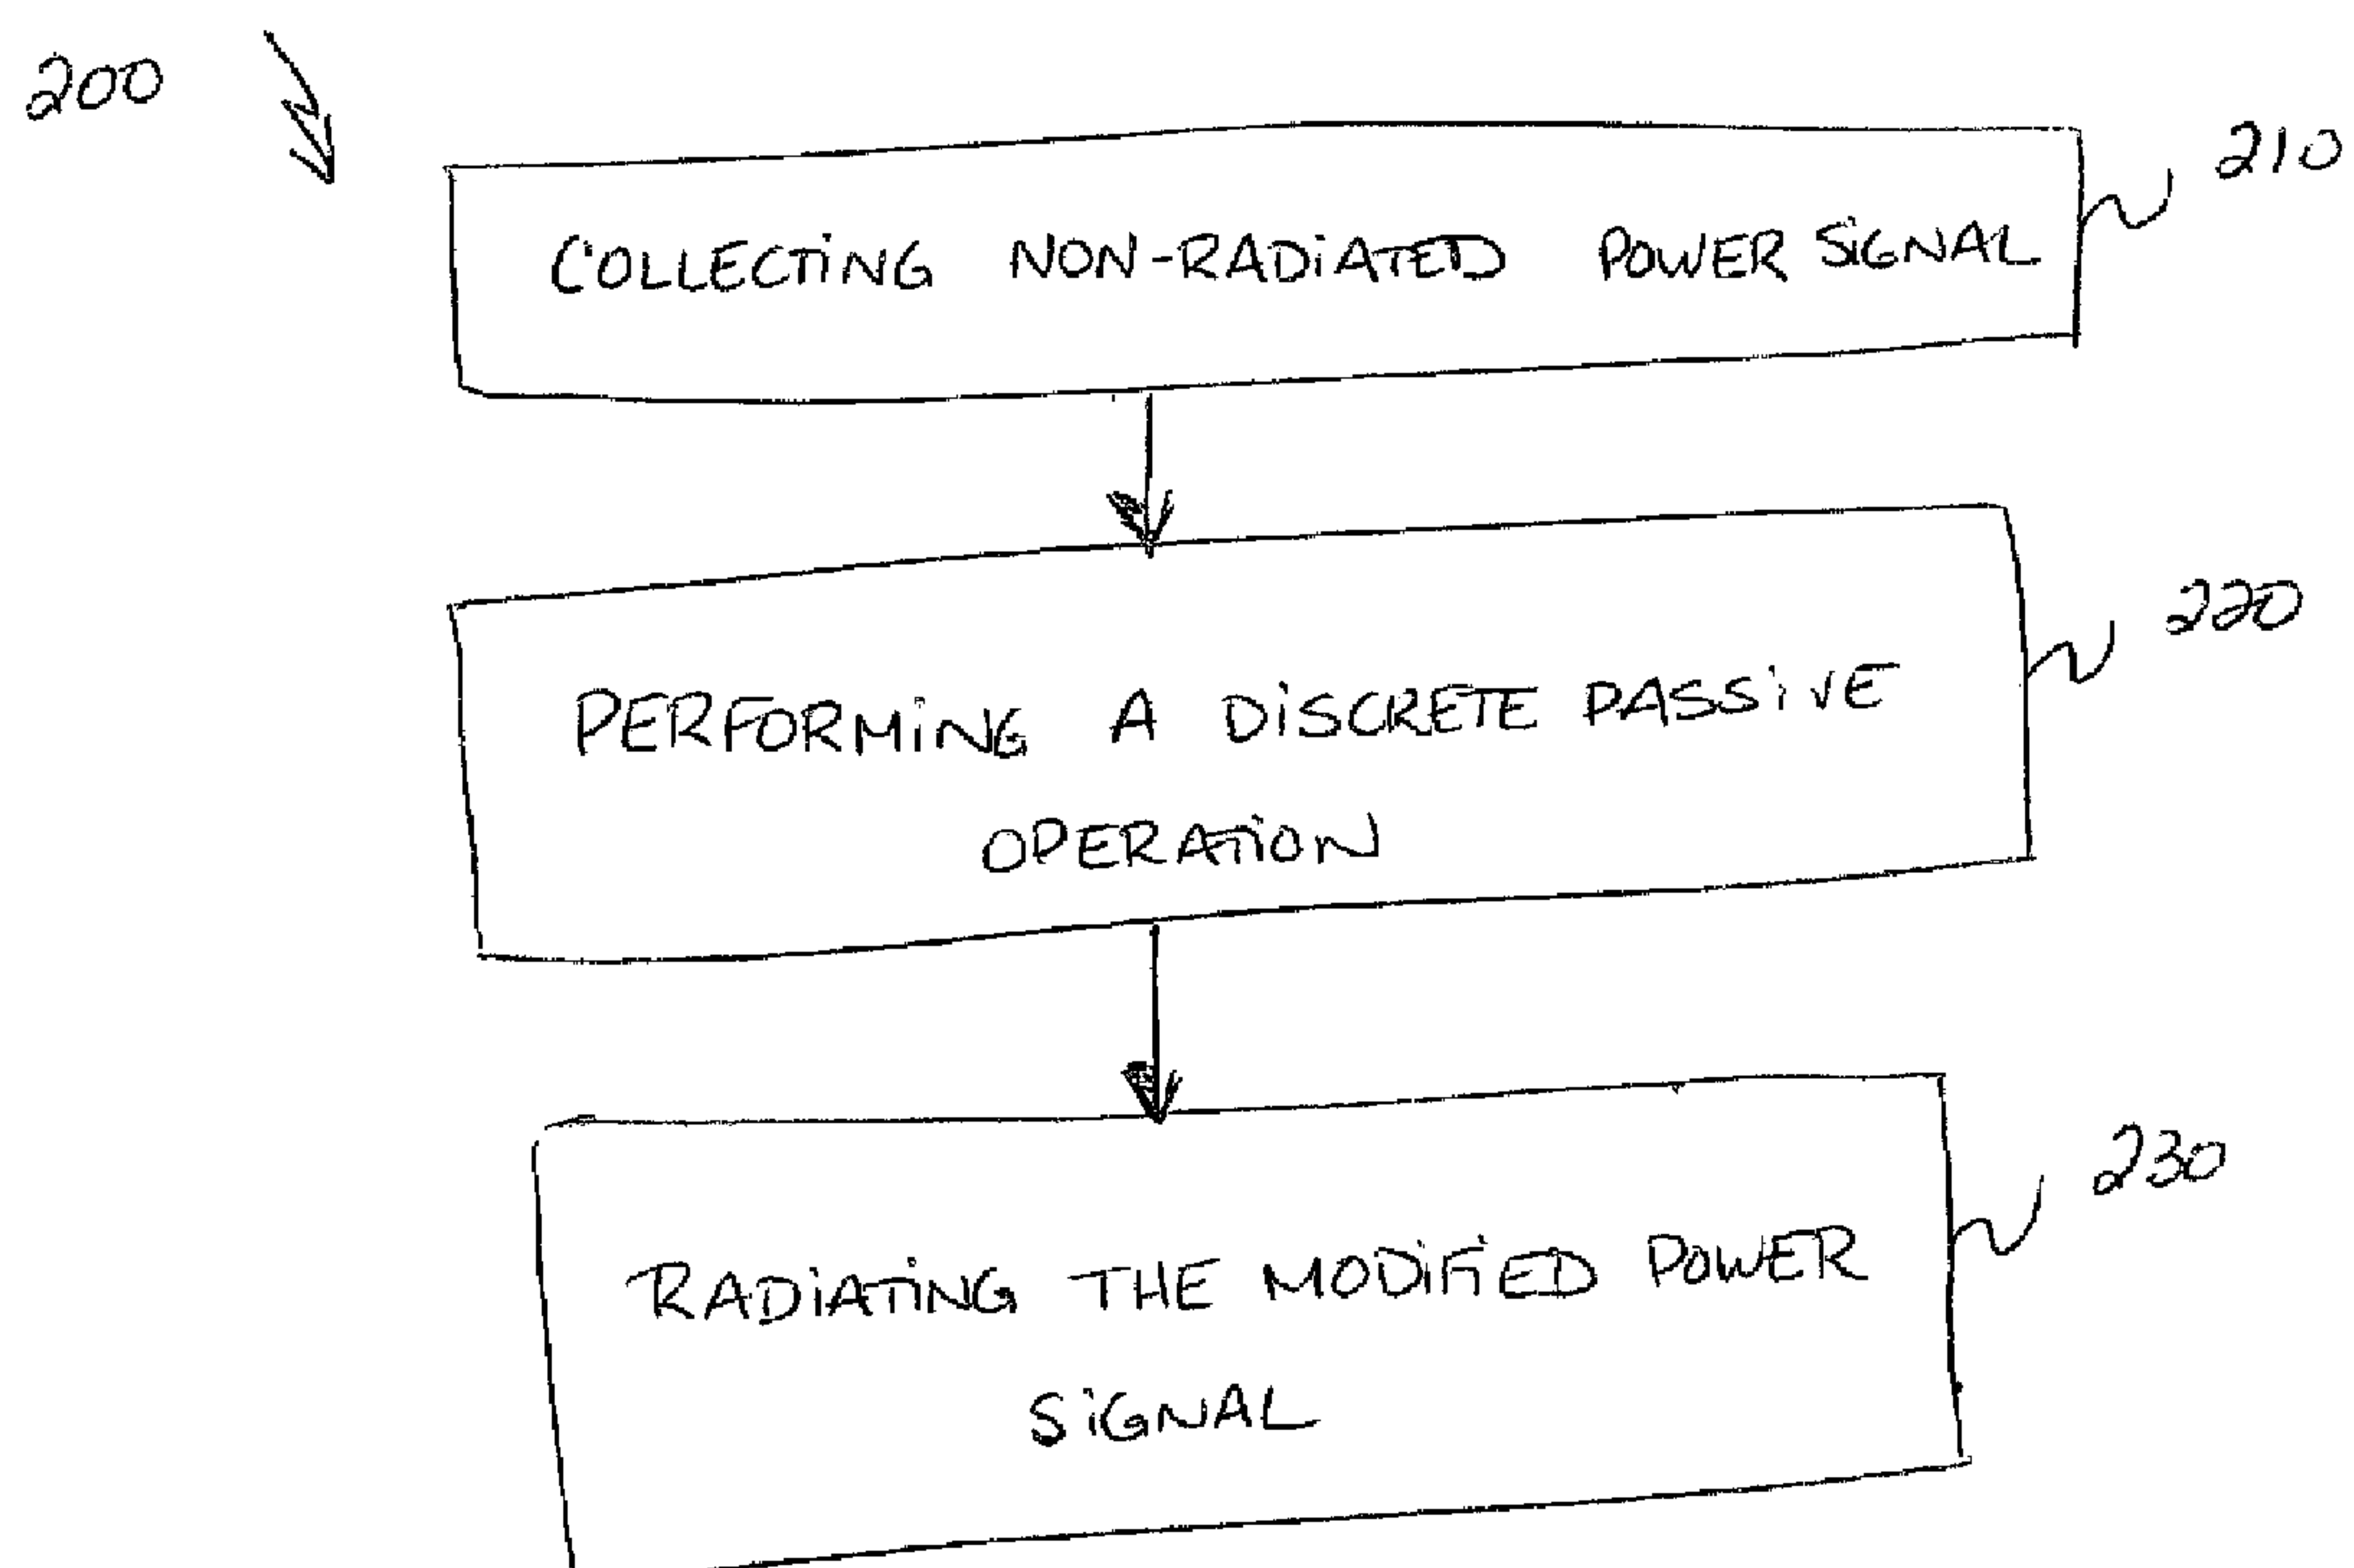 200
210
COLLECTING NON-RADIATED POWER SIGNAL
220
PERFORMING A DISCRETE PASSIVE
OPERATION
230
RADIATING THE MODIFIED POWER
SIGNAL